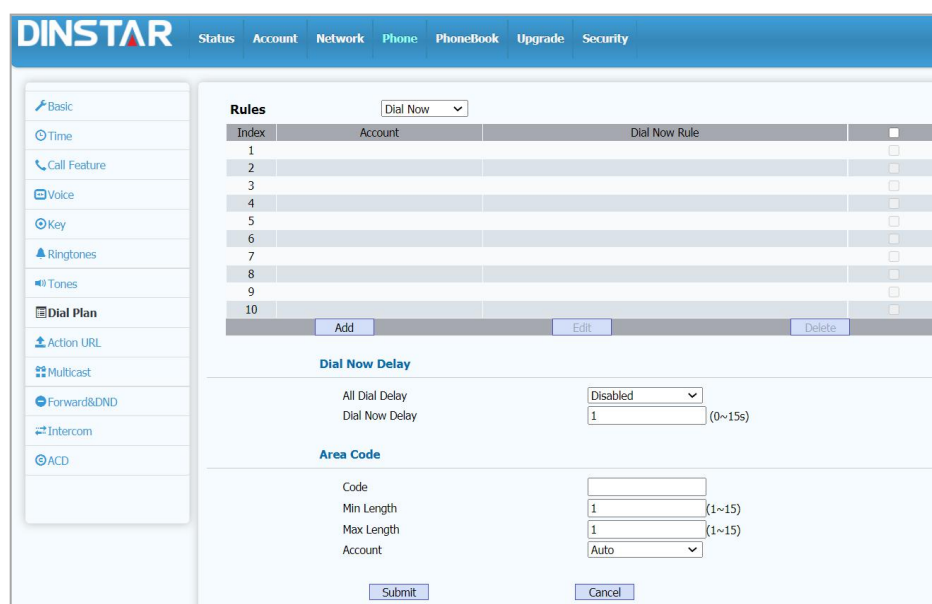 DINSTAR Status Account Network Phone PhoneBook Upgrade Security
Basic
Time
Call Feature
Voice
Key
Ringtones
Tones
Dial Plan
Action URL
Multicast
Forward&DND
Intercom
ACD
Rules Dial Now
Index Account Dial Now Rule
1
2
3
4
5
6
7
8
9
10
Add Edit Delete
Dial Now Delay
All Dial Delay Disabled
Dial Now Delay 1 (0~15s)
Area Code
Code
Min Length 1 (1~15)
Max Length 1 (1~15)
Account Auto
Submit Cancel